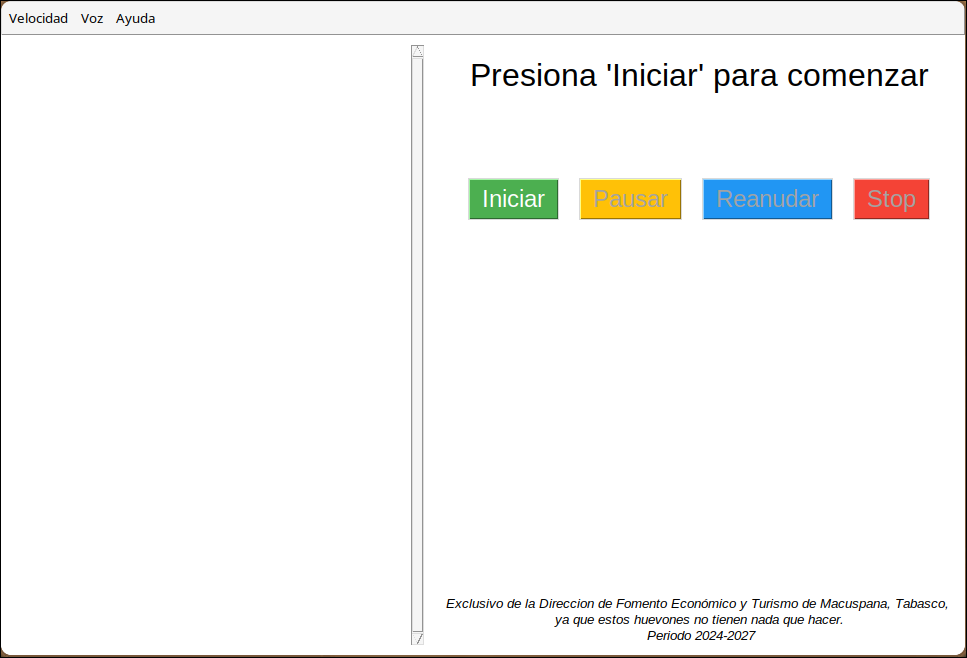 Velocidad Voz Ayuda
Presiona 'Iniciar' para comenzar
Iniciar Pausar Reanudar Stop
Exclusivo de la Direccion de Fomento Económico y Turismo de Macuspana, Tabasco,
ya que estos huevones no tienen nada que hacer.
Periodo 2024-2027